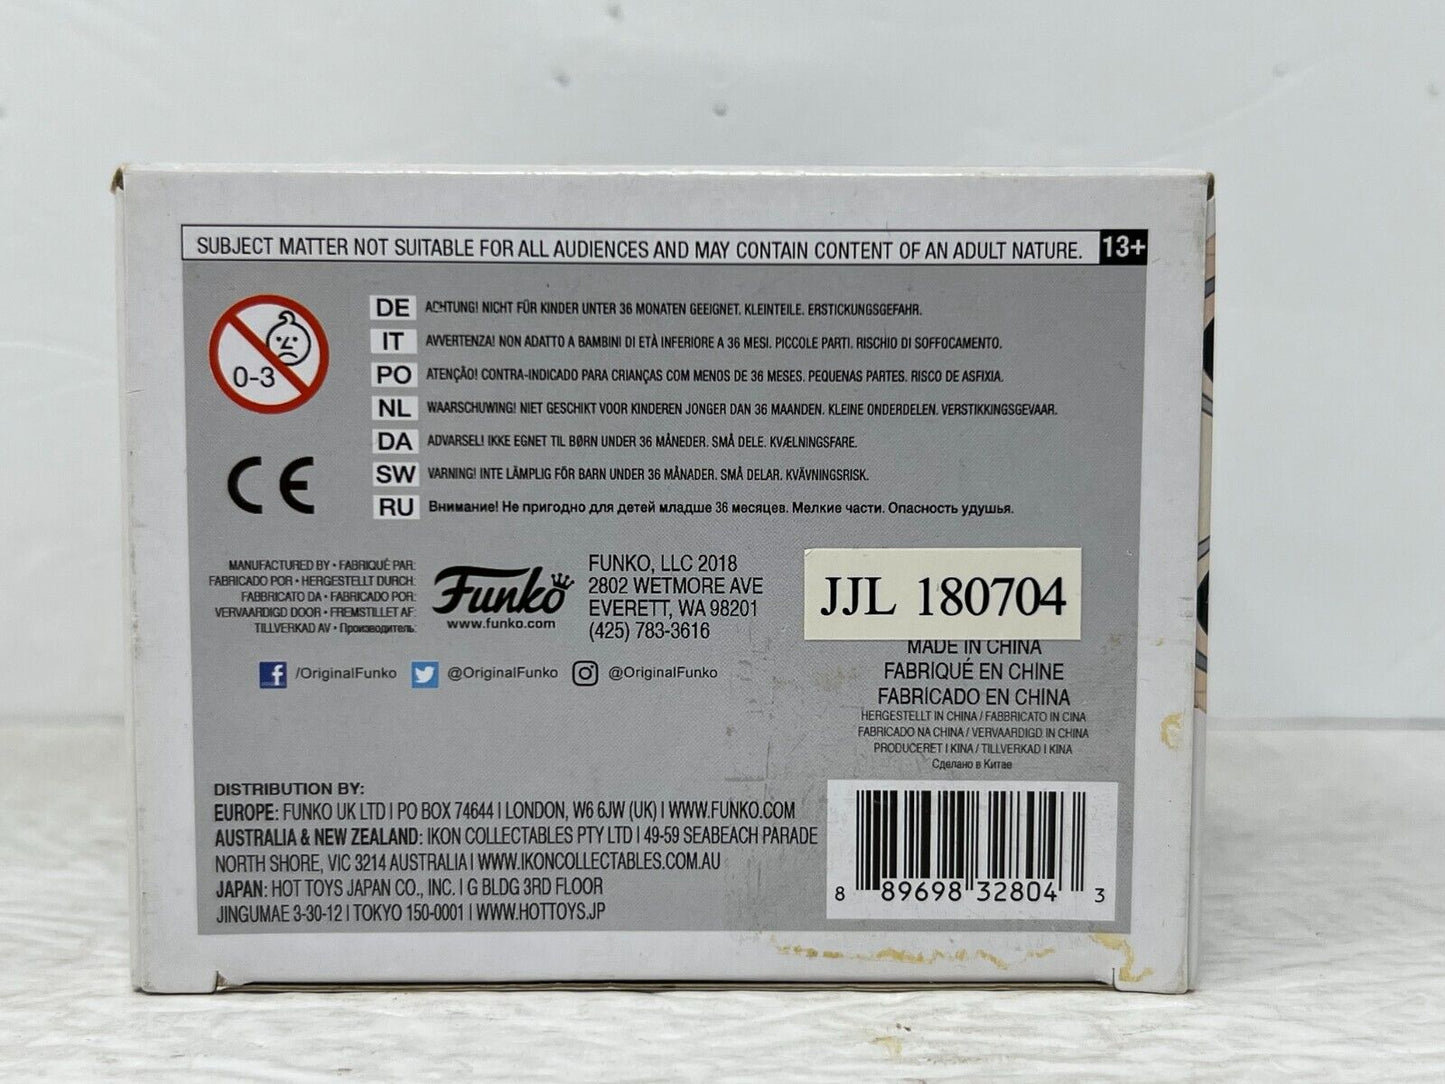 SUBJECT MATTER NOT SUITABLE FOR ALL AUDIENCES AND MAY CONTAIN CONTENT OF AN ADULT NATURE. 13+
0-3
DE ACHTUNG! NICHT FÜR KINDER UNTER 36 MONATEN GEEIGNET. KLEINTEILE. ERSTICKUNGSGEFAHR.
IT AVVERTENZA! NON ADATTO A BAMBINI DI ETÀ INFERIORE A 36 MESI. PICCOLE PARTI. RISCHIO DI SOFFOCAMENTO.
PO ATENÇÃO! CONTRA-INDICADO PARA CRIANÇAS COM MENOS DE 36 MESES. PEQUENAS PARTES. RISCO DE ASFIXIA.
NL WAARSCHUWING! NIET GESCHIKT VOOR KINDEREN JONGER DAN 36 MAANDEN. KLEINE ONDERDELEN. VERSTIKKINGSGEVAAR.
DA ADVARSEL! IKKE EGNET TIL BØRN UNDER 36 MÅNEDER. SMÅ DELE. KVÆLNINGSFARE.
SW VARNING! INTE LÄMPLIG FÖR BARN UNDER 36 MÅNADER. SMÅ DELAR. KVÄVNINGSRISK.
RU Внимание! Не пригодно для детей младше 36 месяцев. Мелкие части. Опасность удушья.
CE
MANUFACTURED BY • FABRIQUÉ PAR:
FABRICADO POR • HERGESTELLT DURCH:
FABBRICATO DA • FABRICADO POR:
VERVAARDIGD DOOR • FREMSTILLET AF:
TILLVERKAD AV • Производитель:
Funko
www.funko.com
FUNKO, LLC 2018
2802 WETMORE AVE
EVERETT, WA 98201
(425) 783-3616
JJL 180704
MADE IN CHINA
FABRIQUÉ EN CHINE
FABRICADO EN CHINA
HERGESTELLT IN CHINA / FABBRICATO IN CINA
FABRICADO NA CHINA / VERVAARDIGD IN CHINA
PRODUCERET I KINA / TILLVERKAD I KINA
Сделано в Китае
/OriginalFunko @OriginalFunko @OriginalFunko
DISTRIBUTION BY:
EUROPE: FUNKO UK LTD | PO BOX 74644 | LONDON, W6 6JW (UK) | WWW.FUNKO.COM
AUSTRALIA & NEW ZEALAND: IKON COLLECTABLES PTY LTD | 49-59 SEABEACH PARADE
NORTH SHORE, VIC 3214 AUSTRALIA | WWW.IKONCOLLECTABLES.COM.AU
JAPAN: HOT TOYS JAPAN CO., INC. | G BLDG 3RD FLOOR
JINGUMAE 3-30-12 | TOKYO 150-0001 | WWW.HOTTOYS.JP
8 89698 32804 3